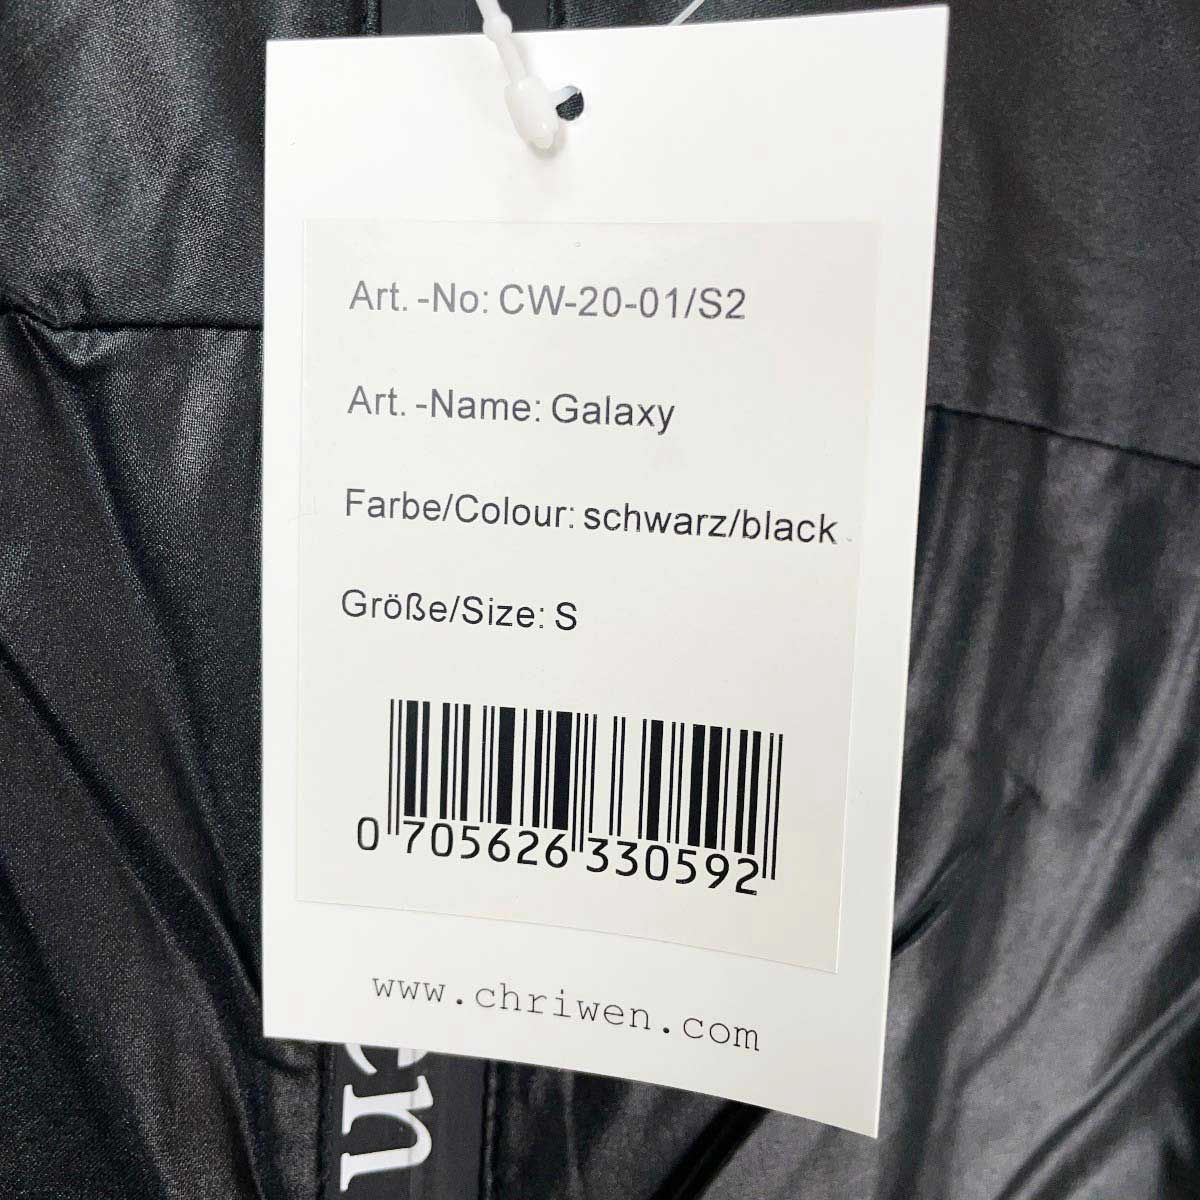 Art. -No: CW-20-01/S2
Art. -Name: Galaxy
Farbe/Colour: schwarz/black
Größe/Size: S
0 705626 330592
www.chriwen.com
en